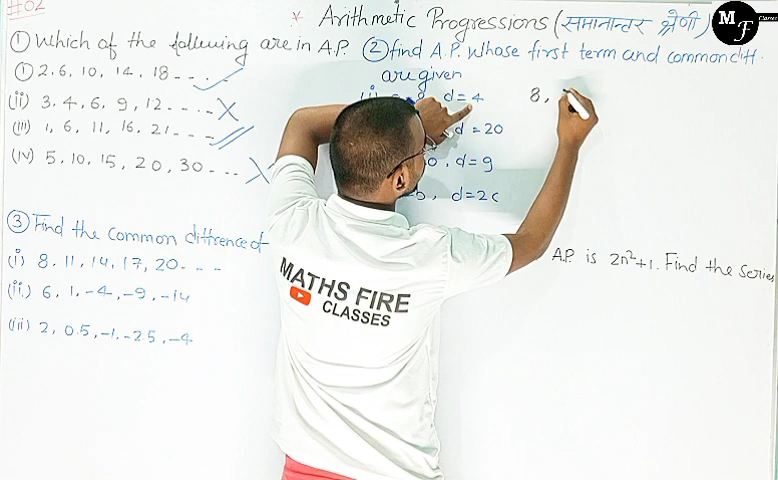 #02
* Arithmetic Progressions (समानान्तर श्रेणी)
M F Classes
① Which of the following are in A.P.
(i) 2, 6, 10, 14, 18 - - -
(ii) 3, 4, 6, 9, 12 - - - - X
(iii) 1, 6, 11, 16, 21 - - -
(iv) 5, 10, 15, 20, 30 - - - X
② find A.P. Whose first term and common diff.
are given
8, d = 4
d = 20
, d = 9
, d = 2c
8,
③ Find the common diffrence of
(i) 8, 11, 14, 17, 20 - - -
(ii) 6, 1, -4, -9, -14
(iii) 2, 0.5, -1, -2.5, -4
A.P. is 2n²+1. Find the series
MATHS FIRE
CLASSES